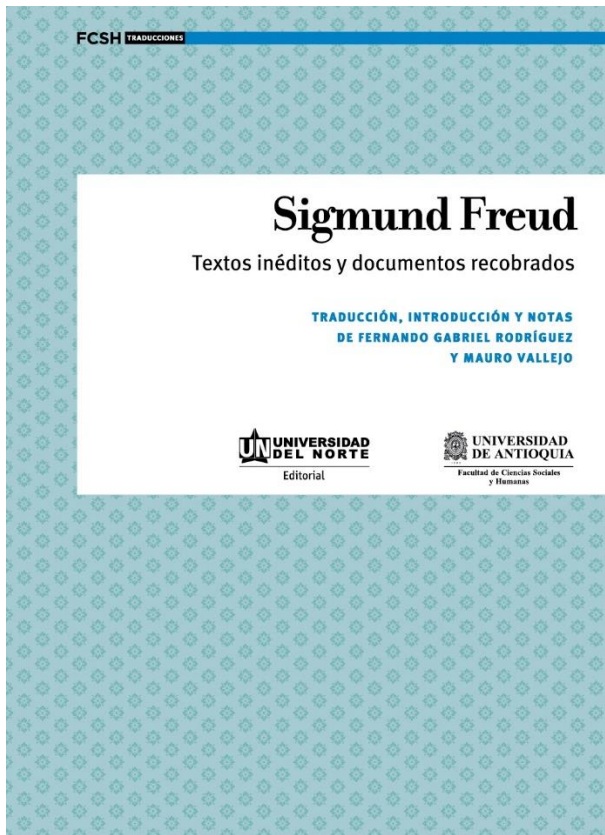 FCSH TRADUCCIONES
Sigmund Freud
Textos inéditos y documentos recobrados
TRADUCCIÓN, INTRODUCCIÓN Y NOTAS
DE FERNANDO GABRIEL RODRÍGUEZ
Y MAURO VALLEJO
UN UNIVERSIDAD
DEL NORTE
Editorial
UNIVERSIDAD
DE ANTIOQUIA
Facultad de Ciencias Sociales
y Humanas